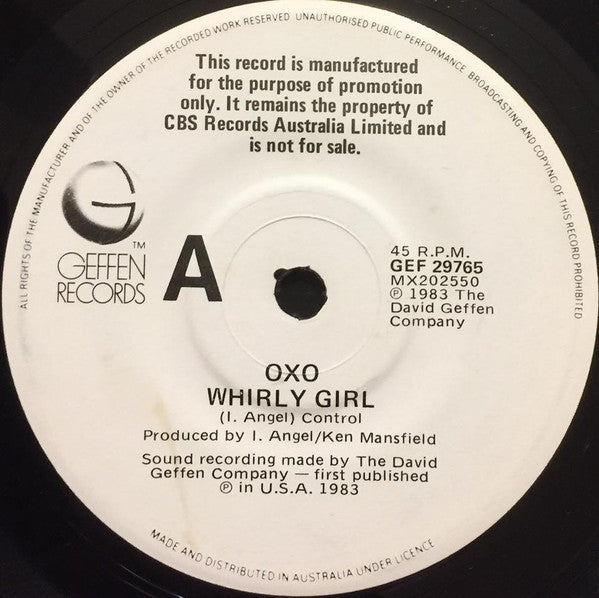 ALL RIGHTS OF THE MANUFACTURER AND OF THE OWNER OF THE RECORDED WORK RESERVED UNAUTHORISED PUBLIC PERFORMANCE, BROADCASTING AND COPYING OF THIS RECORD PROHIBITED
This record is manufactured
for the purpose of promotion
only. It remains the property of
CBS Records Australia Limited and
is not for sale.
G
TM
GEFFEN
RECORDS
A
45 R.P.M.
GEF 29765
MX202550
℗ 1983 The
David Geffen
Company
OXO
WHIRLY GIRL
(I. Angel) Control
Produced by I. Angel/Ken Mansfield
Sound recording made by The David
Geffen Company — first published
℗ in U.S.A. 1983
MADE AND DISTRIBUTED IN AUSTRALIA UNDER LICENCE